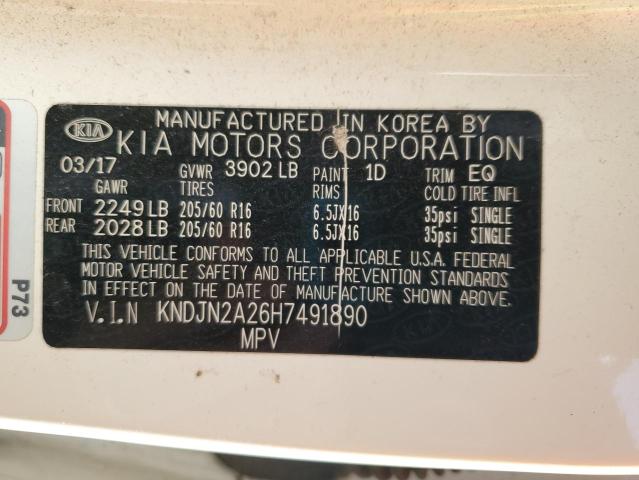 MANUFACTURED IN KOREA BY
KIA KIA MOTORS CORPORATION
03/17 GVWR 3902 LB PAINT 1D TRIM EQ
GAWR TIRES RIMS COLD TIRE INFL
FRONT 2249 LB 205/60 R16 6.5JX16 35psi SINGLE
REAR 2028 LB 205/60 R16 6.5JX16 35psi SINGLE
THIS VEHICLE CONFORMS TO ALL APPLICABLE U.S.A. FEDERAL
MOTOR VEHICLE SAFETY AND THEFT PREVENTION STANDARDS
IN EFFECT ON THE DATE OF MANUFACTURE SHOWN ABOVE.
V.I.N KNDJN2A26H7491890
MPV
P73